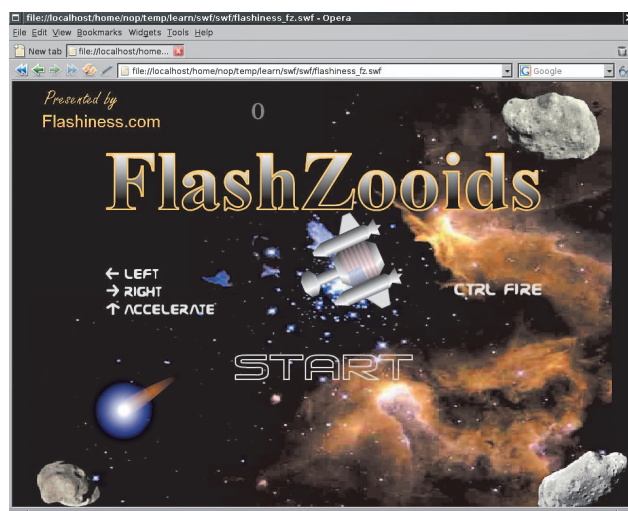 file://localhost/home/nop/temp/learn/swf/swf/flashiness_fz.swf - Opera
File Edit View Bookmarks Widgets Tools Help
New tab file://localhost/home...
file://localhost/home/nop/temp/learn/swf/swf/flashiness_fz.swf Google
Presented by
Flashiness.com
0
FlashZooids
← LEFT
→ RIGHT
↑ ACCELERATE
CTRL FIRE
START